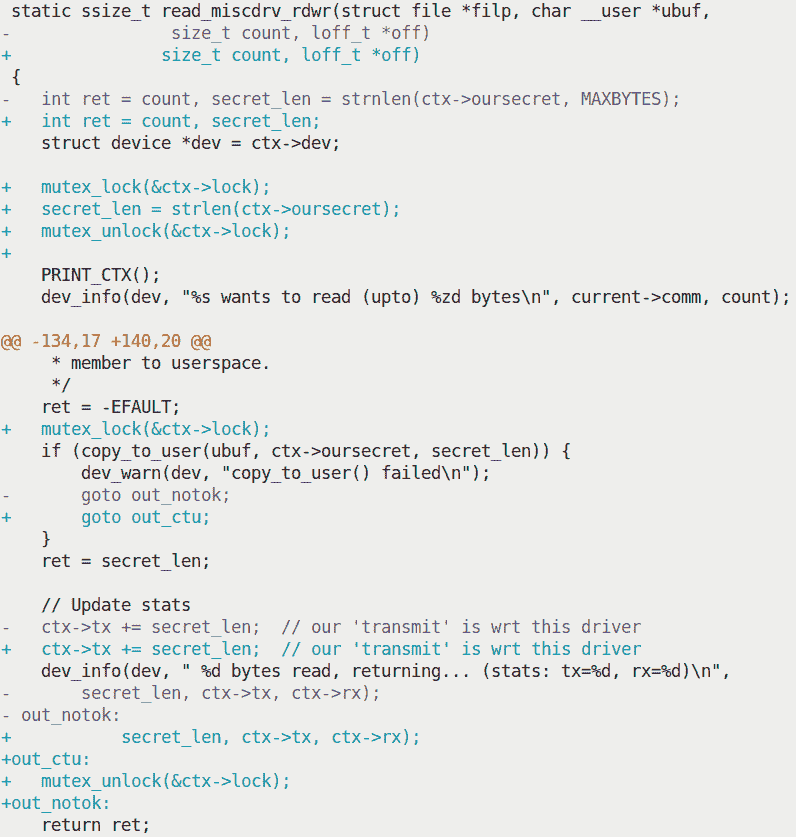 static ssize_t read_miscdrv_rdwr(struct file *filp, char __user *ubuf,
-                size_t count, loff_t *off)
+               size_t count, loff_t *off)
 {
-   int ret = count, secret_len = strnlen(ctx->oursecret, MAXBYTES);
+   int ret = count, secret_len;
    struct device *dev = ctx->dev;

+   mutex_lock(&ctx->lock);
+   secret_len = strlen(ctx->oursecret);
+   mutex_unlock(&ctx->lock);
+
    PRINT_CTX();
    dev_info(dev, "%s wants to read (upto) %zd bytes\n", current->comm, count);

@@ -134,17 +140,20 @@
     * member to userspace.
     */
    ret = -EFAULT;
+   mutex_lock(&ctx->lock);
    if (copy_to_user(ubuf, ctx->oursecret, secret_len)) {
        dev_warn(dev, "copy_to_user() failed\n");
-       goto out_notok;
+       goto out_ctu;
    }
    ret = secret_len;

    // Update stats
-   ctx->tx += secret_len;  // our 'transmit' is wrt this driver
+   ctx->tx += secret_len;  // our 'transmit' is wrt this driver
    dev_info(dev, " %d bytes read, returning... (stats: tx=%d, rx=%d)\n",
-       secret_len, ctx->tx, ctx->rx);
- out_notok:
+           secret_len, ctx->tx, ctx->rx);
+out_ctu:
+   mutex_unlock(&ctx->lock);
+out_notok:
    return ret;